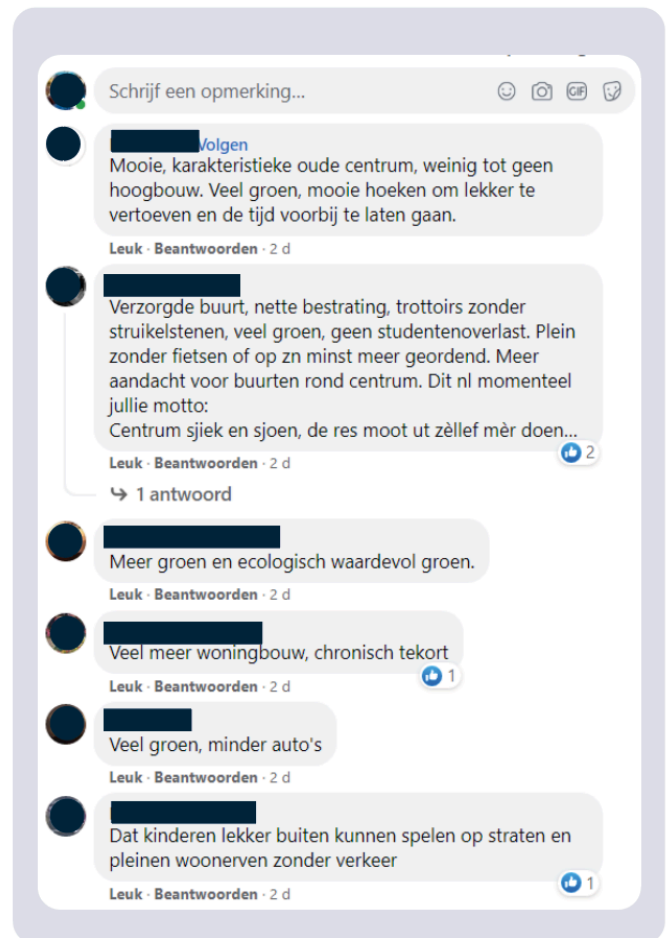 Schrijf een opmerking...
GIF
Volgen
Mooie, karakteristieke oude centrum, weinig tot geen
hoogbouw. Veel groen, mooie hoeken om lekker te
vertoeven en de tijd voorbij te laten gaan.
Leuk · Beantwoorden · 2 d
Verzorgde buurt, nette bestrating, trottoirs zonder
struikelstenen, veel groen, geen studentenoverlast. Plein
zonder fietsen of op zn minst meer geordend. Meer
aandacht voor buurten rond centrum. Dit nl momenteel
jullie motto:
Centrum sjiek en sjoen, de res moot ut zèllef mèr doen...
2
Leuk · Beantwoorden · 2 d
1 antwoord
Meer groen en ecologisch waardevol groen.
Leuk · Beantwoorden · 2 d
Veel meer woningbouw, chronisch tekort
1
Leuk · Beantwoorden · 2 d
Veel groen, minder auto's
Leuk · Beantwoorden · 2 d
Dat kinderen lekker buiten kunnen spelen op straten en
pleinen woonerven zonder verkeer
1
Leuk · Beantwoorden · 2 d